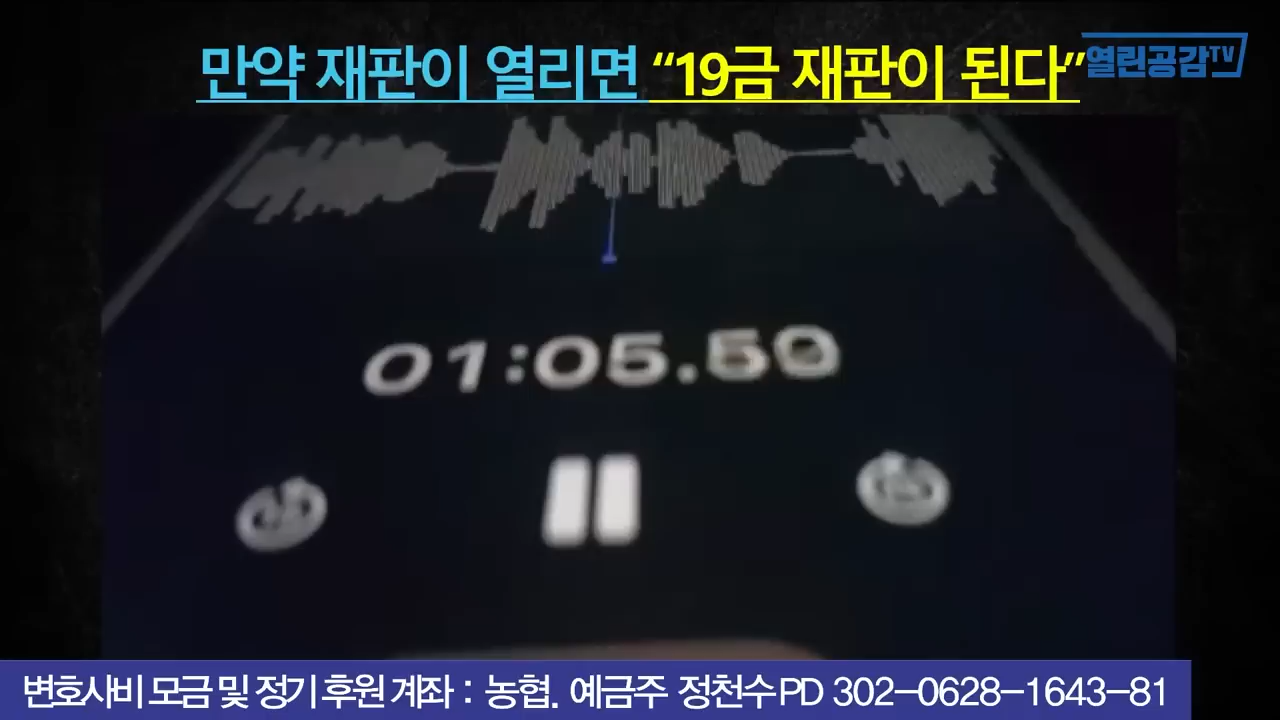 만약 재판이 열리면 “19금 재판이 된다”
열린공감TV
01:05.50
변호사비 모금 및 정기 후원 계좌 : 농협. 예금주 정천수PD 302-0628-1643-81